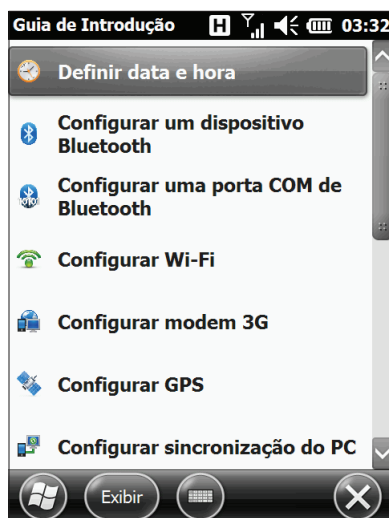 Guia de Introdução H 03:32
Definir data e hora
Configurar um dispositivo
Bluetooth
Configurar uma porta COM de
Bluetooth
Configurar Wi-Fi
Configurar modem 3G
Configurar GPS
Configurar sincronização do PC
Exibir